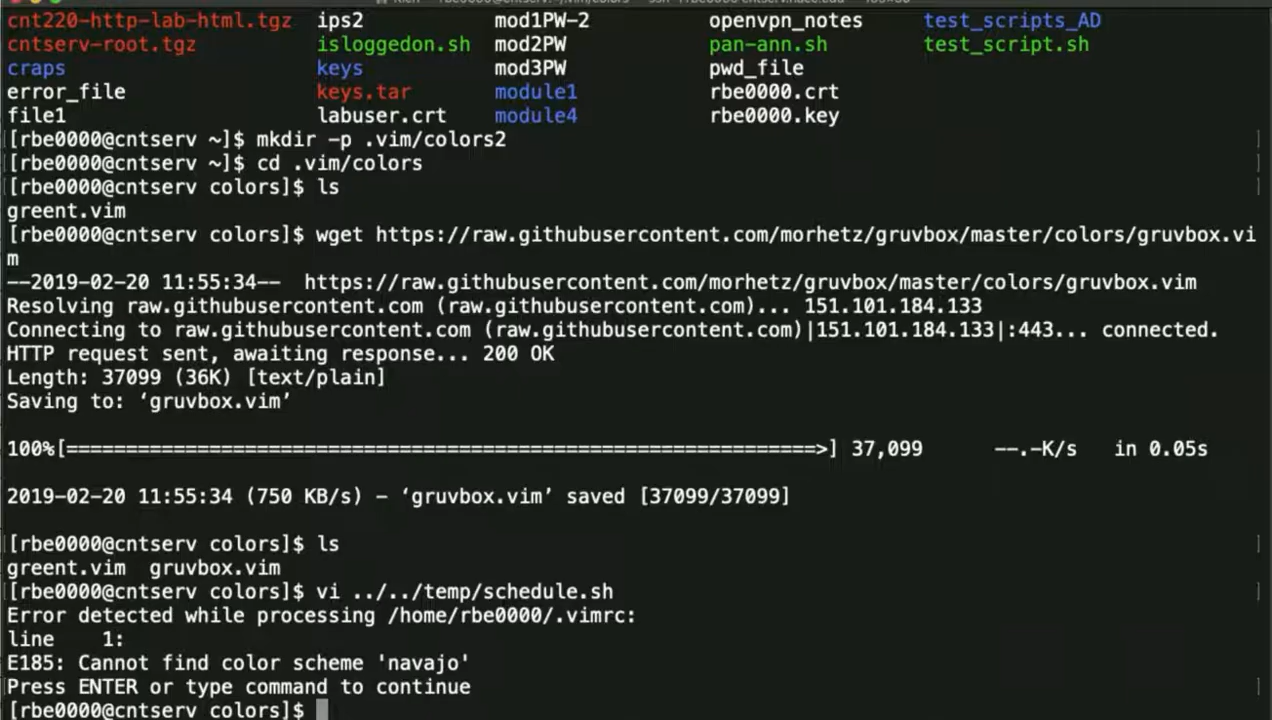 cnt220-http-lab-html.tgz ips2 mod1PW-2 openvpn_notes test_scripts_AD
cntserv-root.tgz isloggedon.sh mod2PW pan-ann.sh test_script.sh
craps keys mod3PW pwd_file
error_file keys.tar module1 rbe0000.crt
file1 labuser.crt module4 rbe0000.key
[rbe0000@cntserv ~]$ mkdir -p .vim/colors2
[rbe0000@cntserv ~]$ cd .vim/colors
[rbe0000@cntserv colors]$ ls
greent.vim
[rbe0000@cntserv colors]$ wget https://raw.githubusercontent.com/morhetz/gruvbox/master/colors/gruvbox.vi
m
--2019-02-20 11:55:34-- https://raw.githubusercontent.com/morhetz/gruvbox/master/colors/gruvbox.vim
Resolving raw.githubusercontent.com (raw.githubusercontent.com)... 151.101.184.133
Connecting to raw.githubusercontent.com (raw.githubusercontent.com)|151.101.184.133|:443... connected.
HTTP request sent, awaiting response... 200 OK
Length: 37099 (36K) [text/plain]
Saving to: ‘gruvbox.vim’
100%[===============================================================>] 37,099 --.-K/s in 0.05s
2019-02-20 11:55:34 (750 KB/s) - ‘gruvbox.vim’ saved [37099/37099]
[rbe0000@cntserv colors]$ ls
greent.vim gruvbox.vim
[rbe0000@cntserv colors]$ vi ../../temp/schedule.sh
Error detected while processing /home/rbe0000/.vimrc:
line 1:
E185: Cannot find color scheme 'navajo'
Press ENTER or type command to continue
[rbe0000@cntserv colors]$